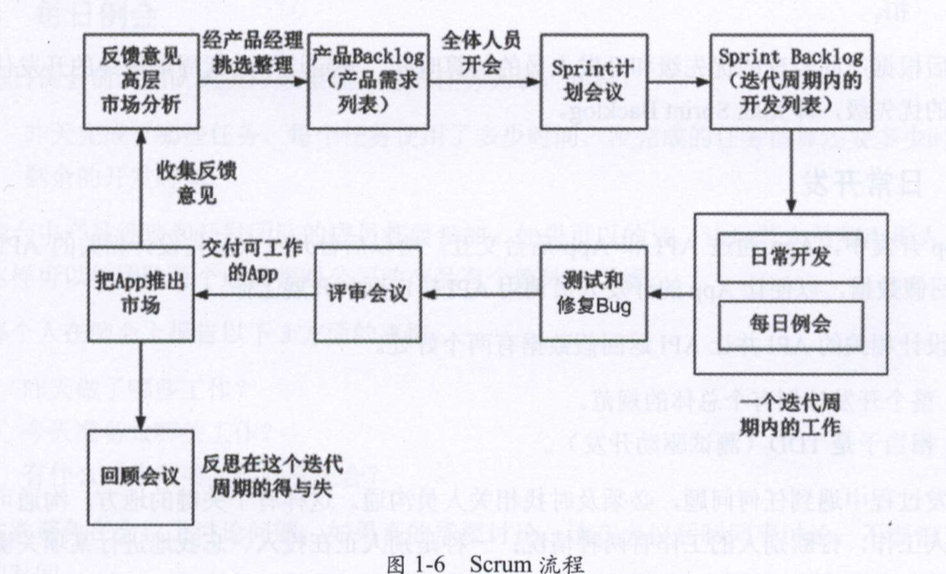 反馈意见
高层
市场分析
经产品经理
挑选整理
产品Backlog
（产品需求
列表）
全体人员
开会
Sprint计
划会议
Sprint Backlog
（迭代周期内的
开发列表）
收集反馈
意见
日常开发
每日例会
一个迭代周
期内的工作
测试和
修复Bug
评审会议
交付可工作
的App
把App推出
市场
回顾会议
反思在这个迭代
周期的得与失
图 1-6 Scrum 流程